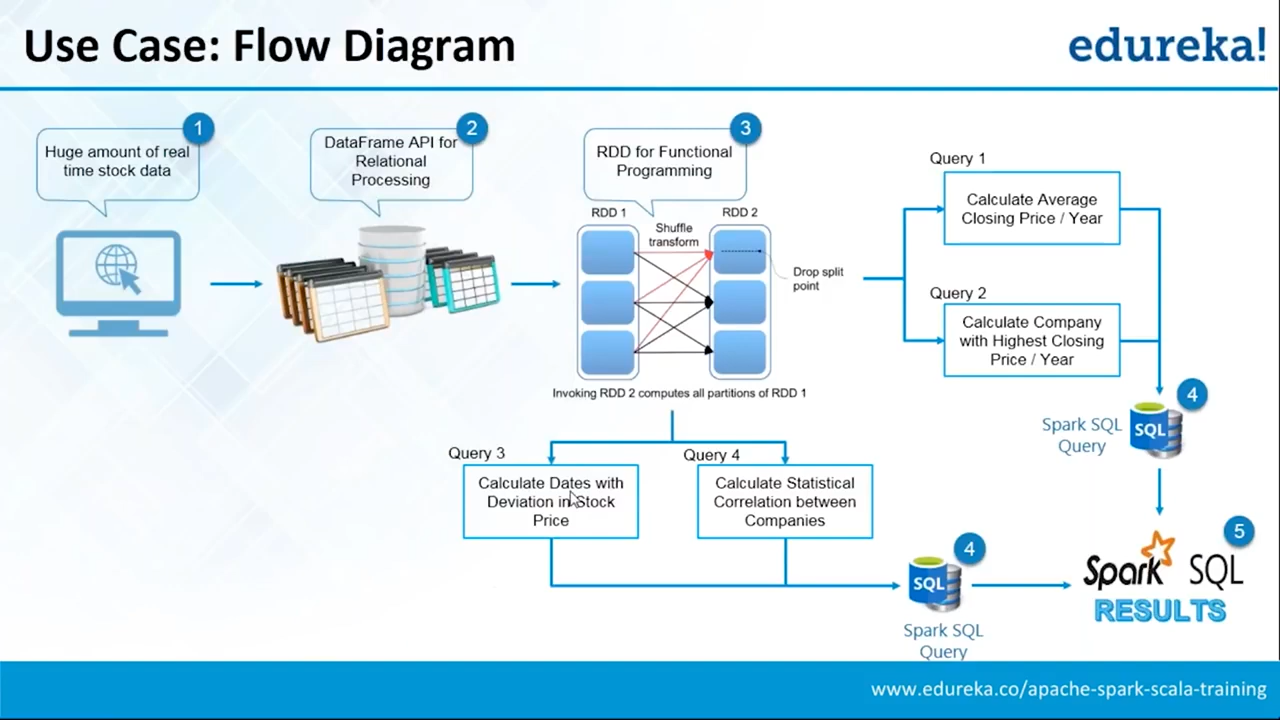 Use Case: Flow Diagram
edureka!
1
Huge amount of real
time stock data
2
DataFrame API for
Relational
Processing
3
RDD for Functional
Programming
RDD 1
RDD 2
Shuffle
transform
Drop split
point
Invoking RDD 2 computes all partitions of RDD 1
Query 1
Calculate Average
Closing Price / Year
Query 2
Calculate Company
with Highest Closing
Price / Year
4
Spark SQL
Query
SQL
Query 3
Calculate Dates with
Deviation in Stock
Price
Query 4
Calculate Statistical
Correlation between
Companies
4
SQL
Spark SQL
Query
5
Spark SQL
RESULTS
www.edureka.co/apache-spark-scala-training